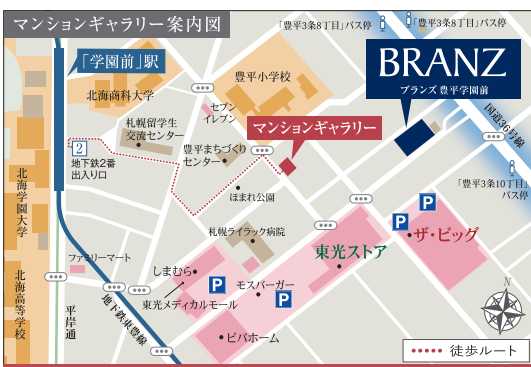 マンションギャラリー案内図
「豊平3条8丁目」バス停
「豊平3条8丁目」バス停
「学園前」駅
BRANZ
ブランズ 豊平学園前
豊平小学校
北海商科大学
セブン
イレブン
国道36号線
札幌留学生
交流センター
マンションギャラリー
2
地下鉄2番
出入り口
豊平まちづくり
センター
「豊平3条10丁目」
バス停
北海学園大学
ほまれ公園
P
P
札幌ライラック病院
ザ・ビッグ
東光ストア
ファミリーマート
しまむら
P
モスバーガー
P
東光メディカルモール
北海高等学校
平岸通
地下鉄東豊線
ビバホーム
N
徒歩ルート